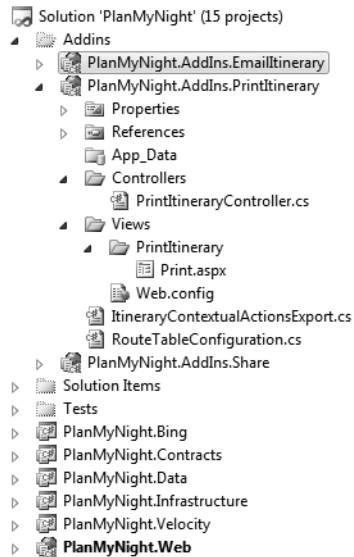 Solution 'PlanMyNight' (15 projects)
Addins
PlanMyNight.AddIns.EmailItinerary
PlanMyNight.AddIns.PrintItinerary
Properties
References
App_Data
Controllers
PrintItineraryController.cs
Views
PrintItinerary
Print.aspx
Web.config
ItineraryContextualActionsExport.cs
RouteTableConfiguration.cs
PlanMyNight.AddIns.Share
Solution Items
Tests
PlanMyNight.Bing
PlanMyNight.Contracts
PlanMyNight.Data
PlanMyNight.Infrastructure
PlanMyNight.Velocity
PlanMyNight.Web